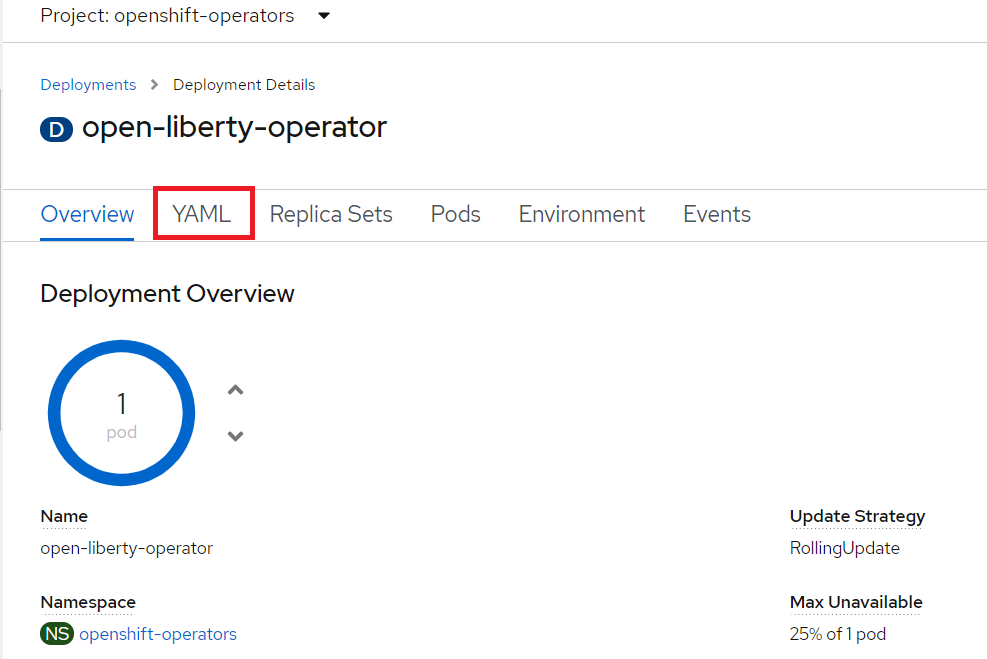 Project: openshift-operators
Deployments > Deployment Details
D open-liberty-operator
Overview YAML Replica Sets Pods Environment Events
Deployment Overview
1
pod
Name
open-liberty-operator
Update Strategy
RollingUpdate
Namespace
NS openshift-operators
Max Unavailable
25% of 1 pod